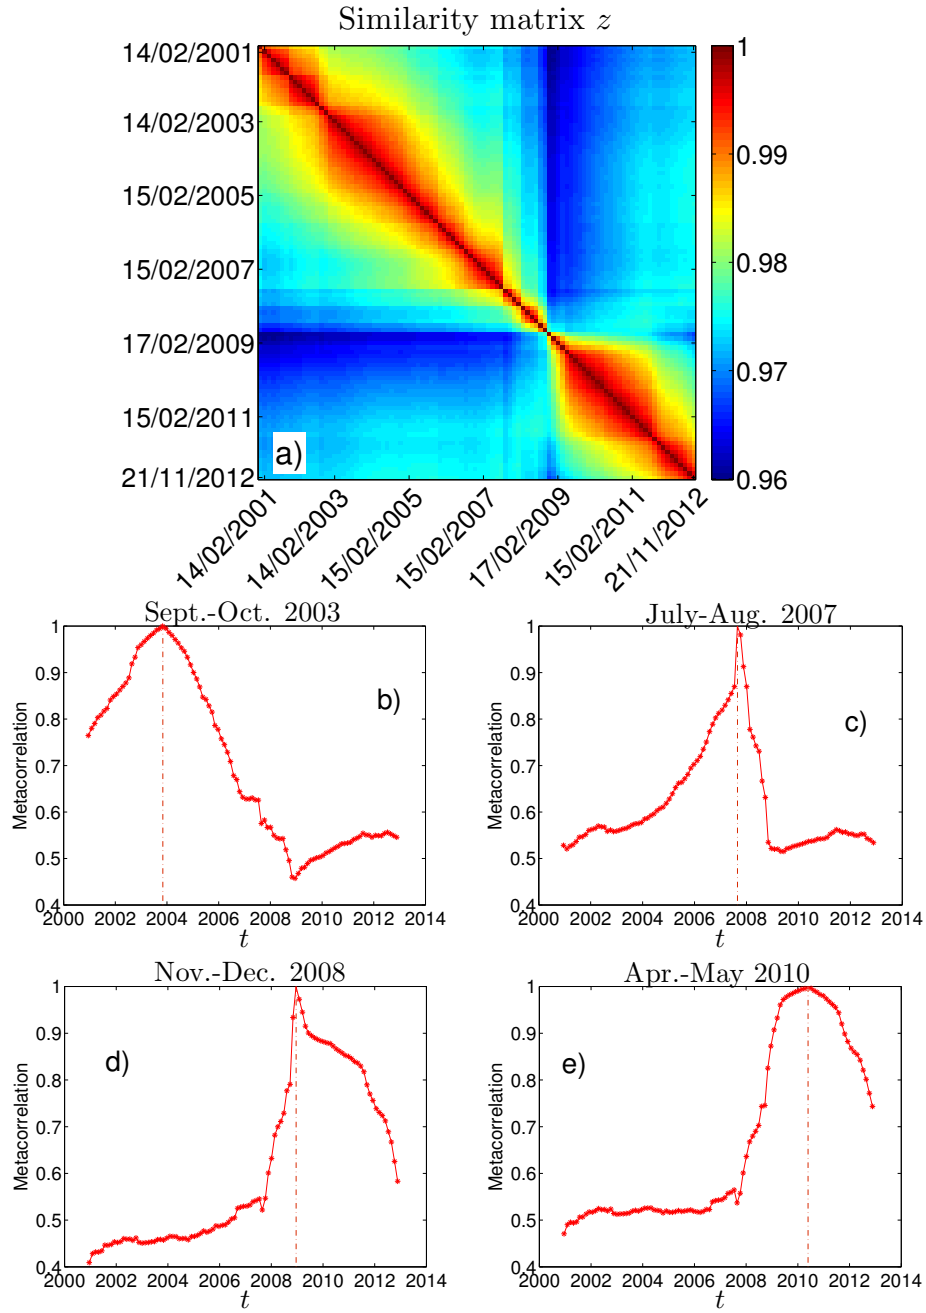 Similarity matrix z
14/02/2001
14/02/2003
15/02/2005
15/02/2007
17/02/2009
15/02/2011
21/11/2012
a)
1
0.99
0.98
0.97
0.96
14/02/2001
14/02/2003
15/02/2005
15/02/2007
17/02/2009
15/02/2011
21/11/2012
Sept.-Oct. 2003
1
0.9
0.8
0.7
0.6
0.5
0.4
Metacorrelation
b)
2000 2002 2004 2006 2008 2010 2012 2014
t
July-Aug. 2007
1
0.9
0.8
0.7
0.6
0.5
0.4
Metacorrelation
c)
2000 2002 2004 2006 2008 2010 2012 2014
t
Nov.-Dec. 2008
1
0.9
0.8
0.7
0.6
0.5
0.4
Metacorrelation
d)
2000 2002 2004 2006 2008 2010 2012 2014
t
Apr.-May 2010
1
0.9
0.8
0.7
0.6
0.5
0.4
Metacorrelation
e)
2000 2002 2004 2006 2008 2010 2012 2014
t